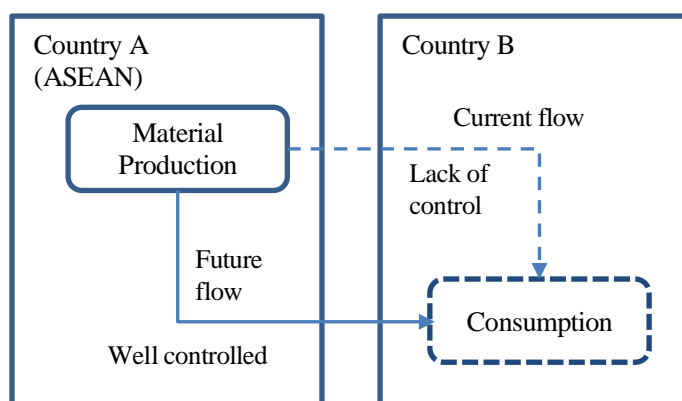 Country A
(ASEAN)
Country B
Material
Production
Current flow
Lack of
control
Future
flow
Consumption
Well controlled